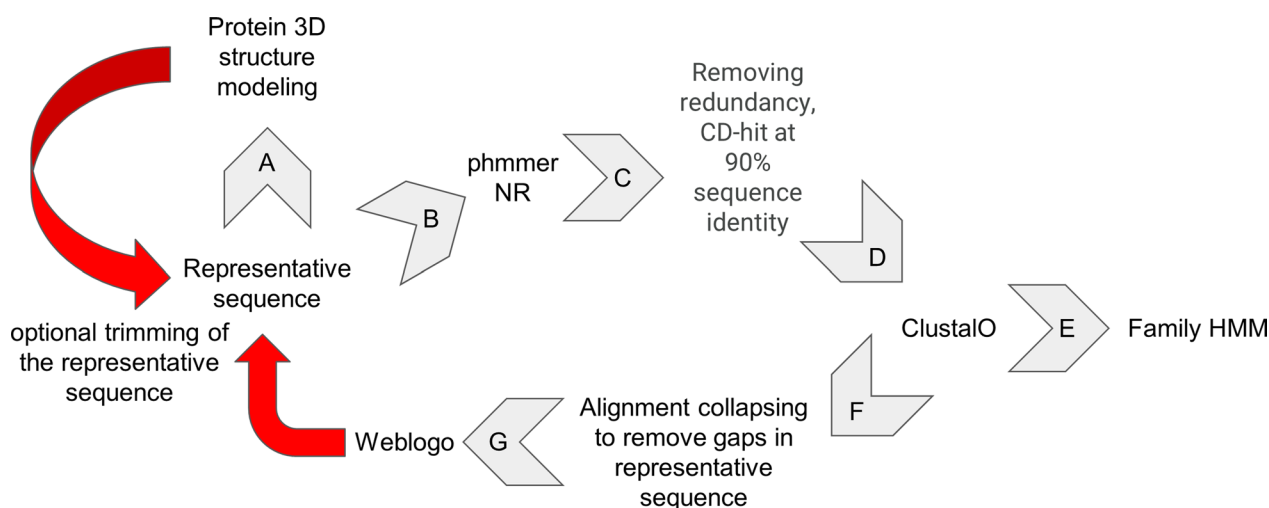 Protein 3D
structure
modeling
A
B
phmmer
NR
C
Removing
redundancy,
CD-hit at
90%
sequence
identity
D
Representative
sequence
optional trimming of
the representative
sequence
ClustalO
E
Family HMM
F
Alignment collapsing
to remove gaps in
representative
sequence
G
Weblogo